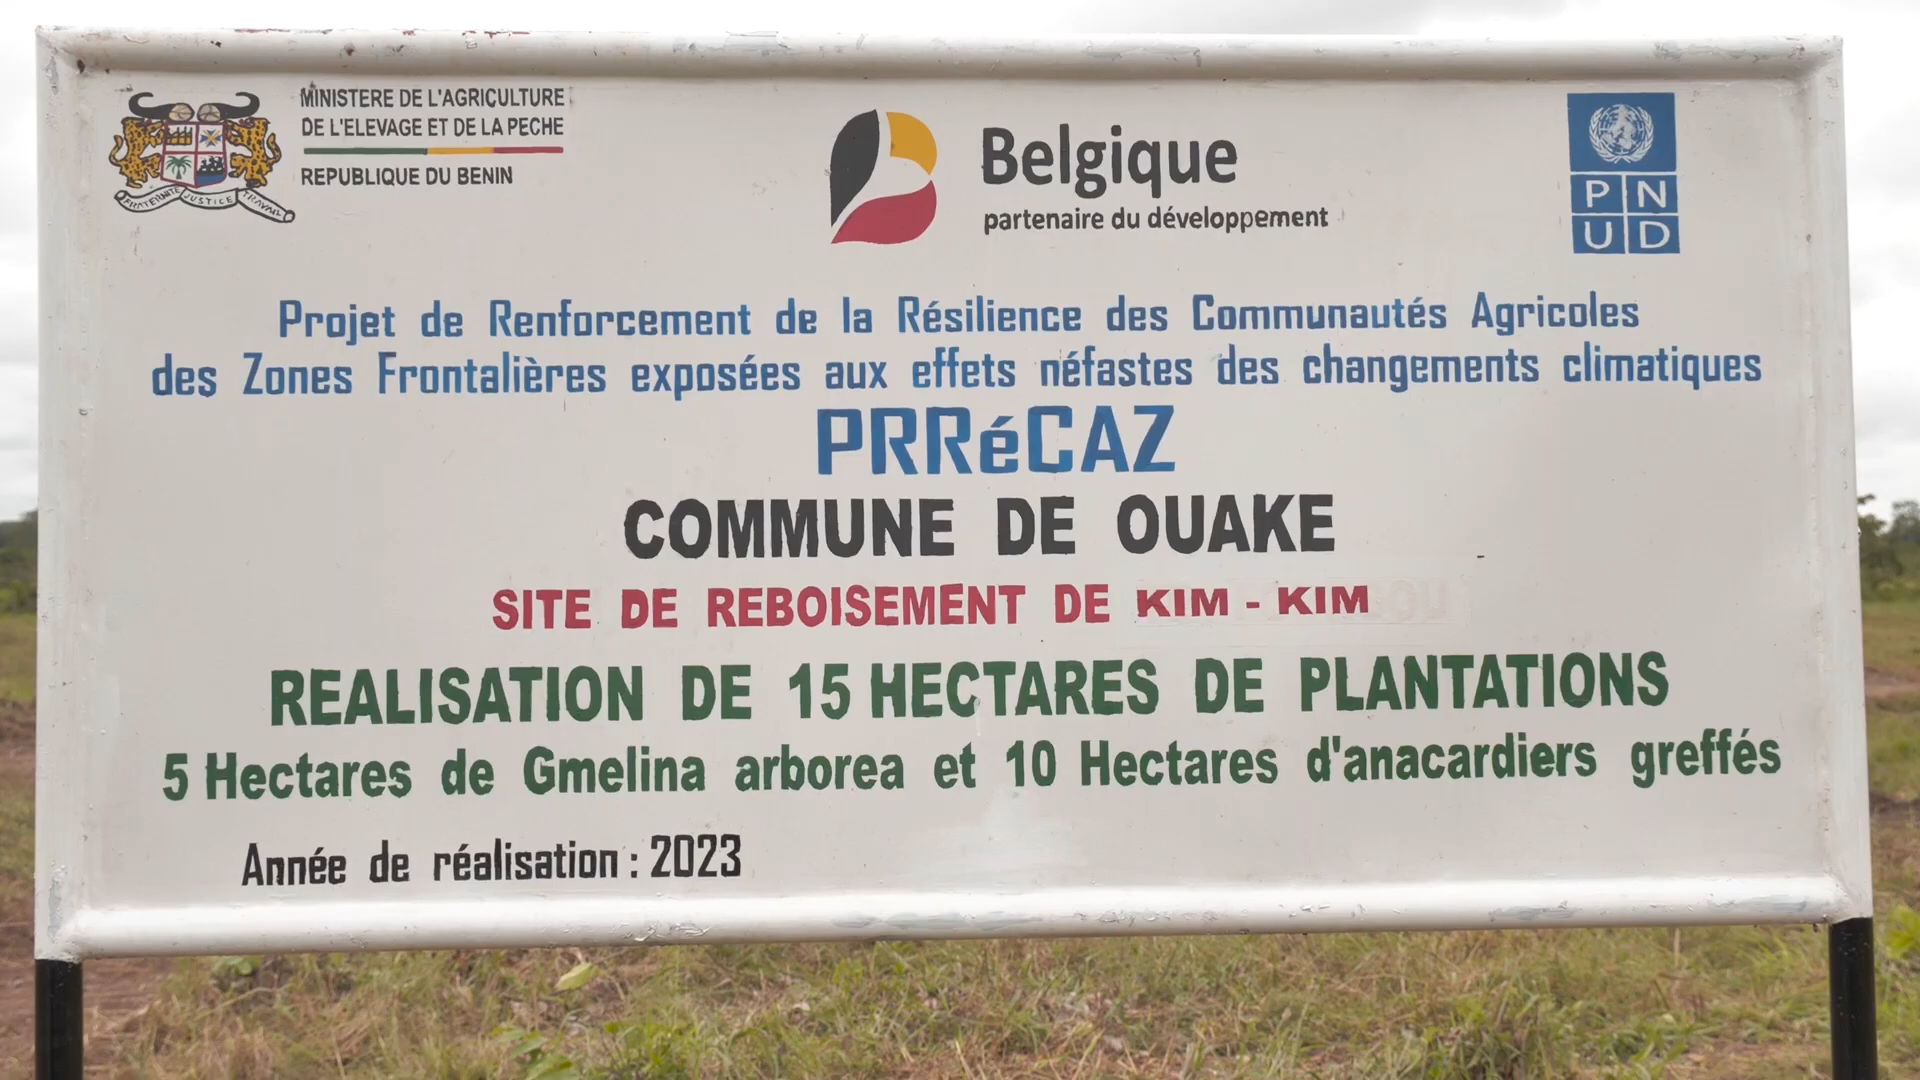 MINISTERE DE L'AGRICULTURE
DE L'ELEVAGE ET DE LA PECHE
REPUBLIQUE DU BENIN
FRATERNITE JUSTICE TRAVAIL
Belgique
partenaire du développement
PN
UD
Projet de Renforcement de la Résilience des Communautés Agricoles
des Zones Frontalières exposées aux effets néfastes des changements climatiques
PRRéCAZ
COMMUNE DE OUAKE
SITE DE REBOISEMENT DE KIM - KIM
REALISATION DE 15 HECTARES DE PLANTATIONS
5 Hectares de Gmelina arborea et 10 Hectares d'anacardiers greffés
Année de réalisation : 2023